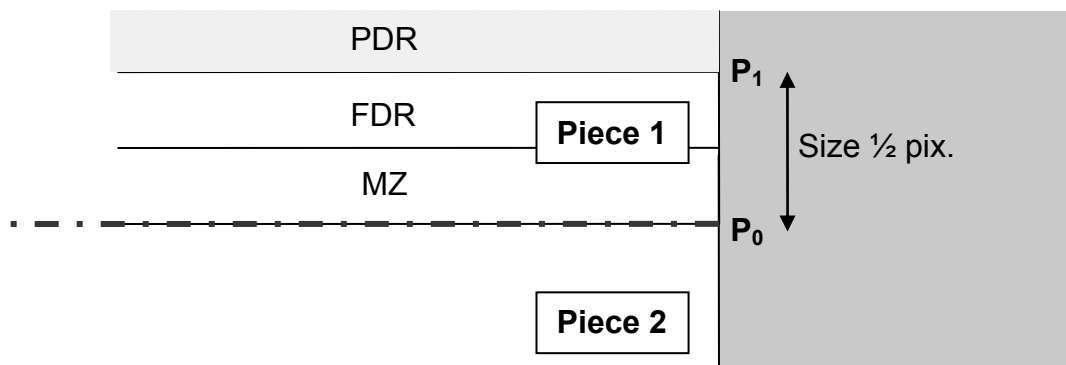 PDR
P₁
FDR
Piece 1
Size ½ pix.
MZ
P₀
Piece 2